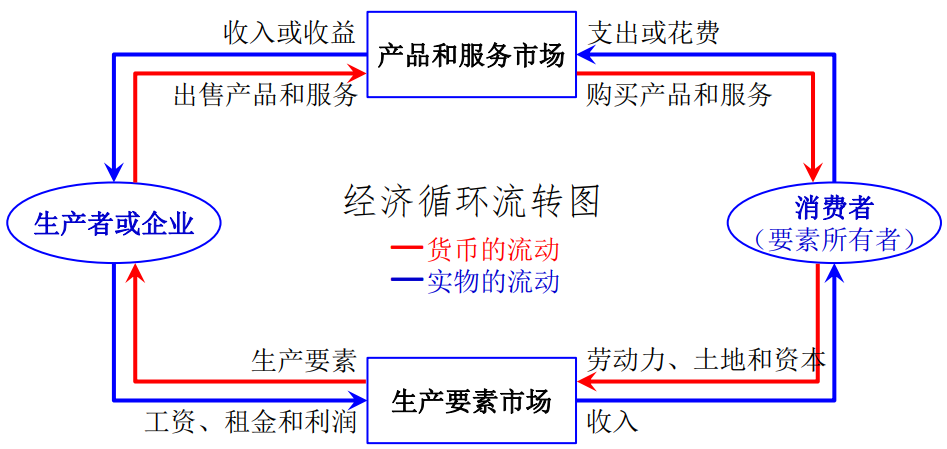 收入或收益
产品和服务市场
支出或花费
出售产品和服务
购买产品和服务
经济循环流转图
生产者或企业
消费者
（要素所有者）
货币的流动
实物的流动
生产要素
劳动力、土地和资本
生产要素市场
工资、租金和利润
收入